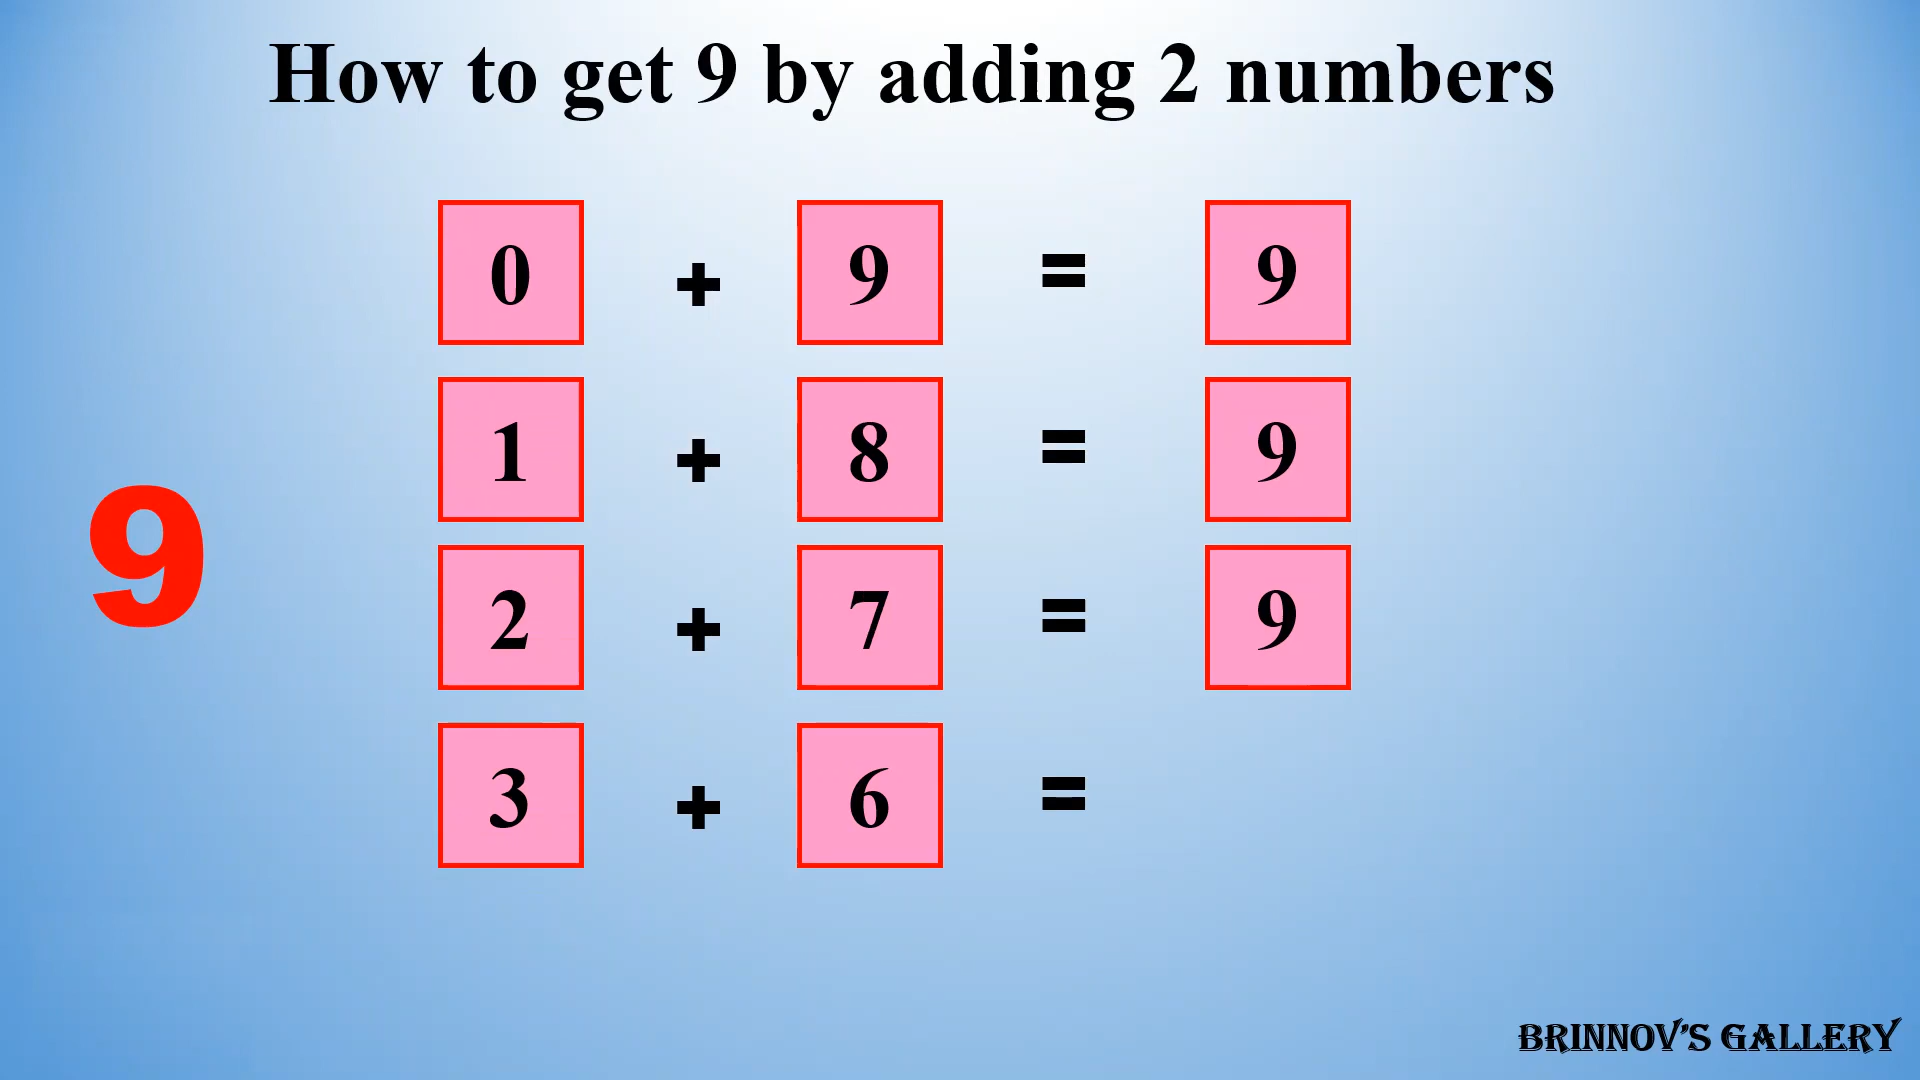 How to get 9 by adding 2 numbers
0 + 9 = 9
1 + 8 = 9
9
2 + 7 = 9
3 + 6 =
BRINNOV'S GALLERY